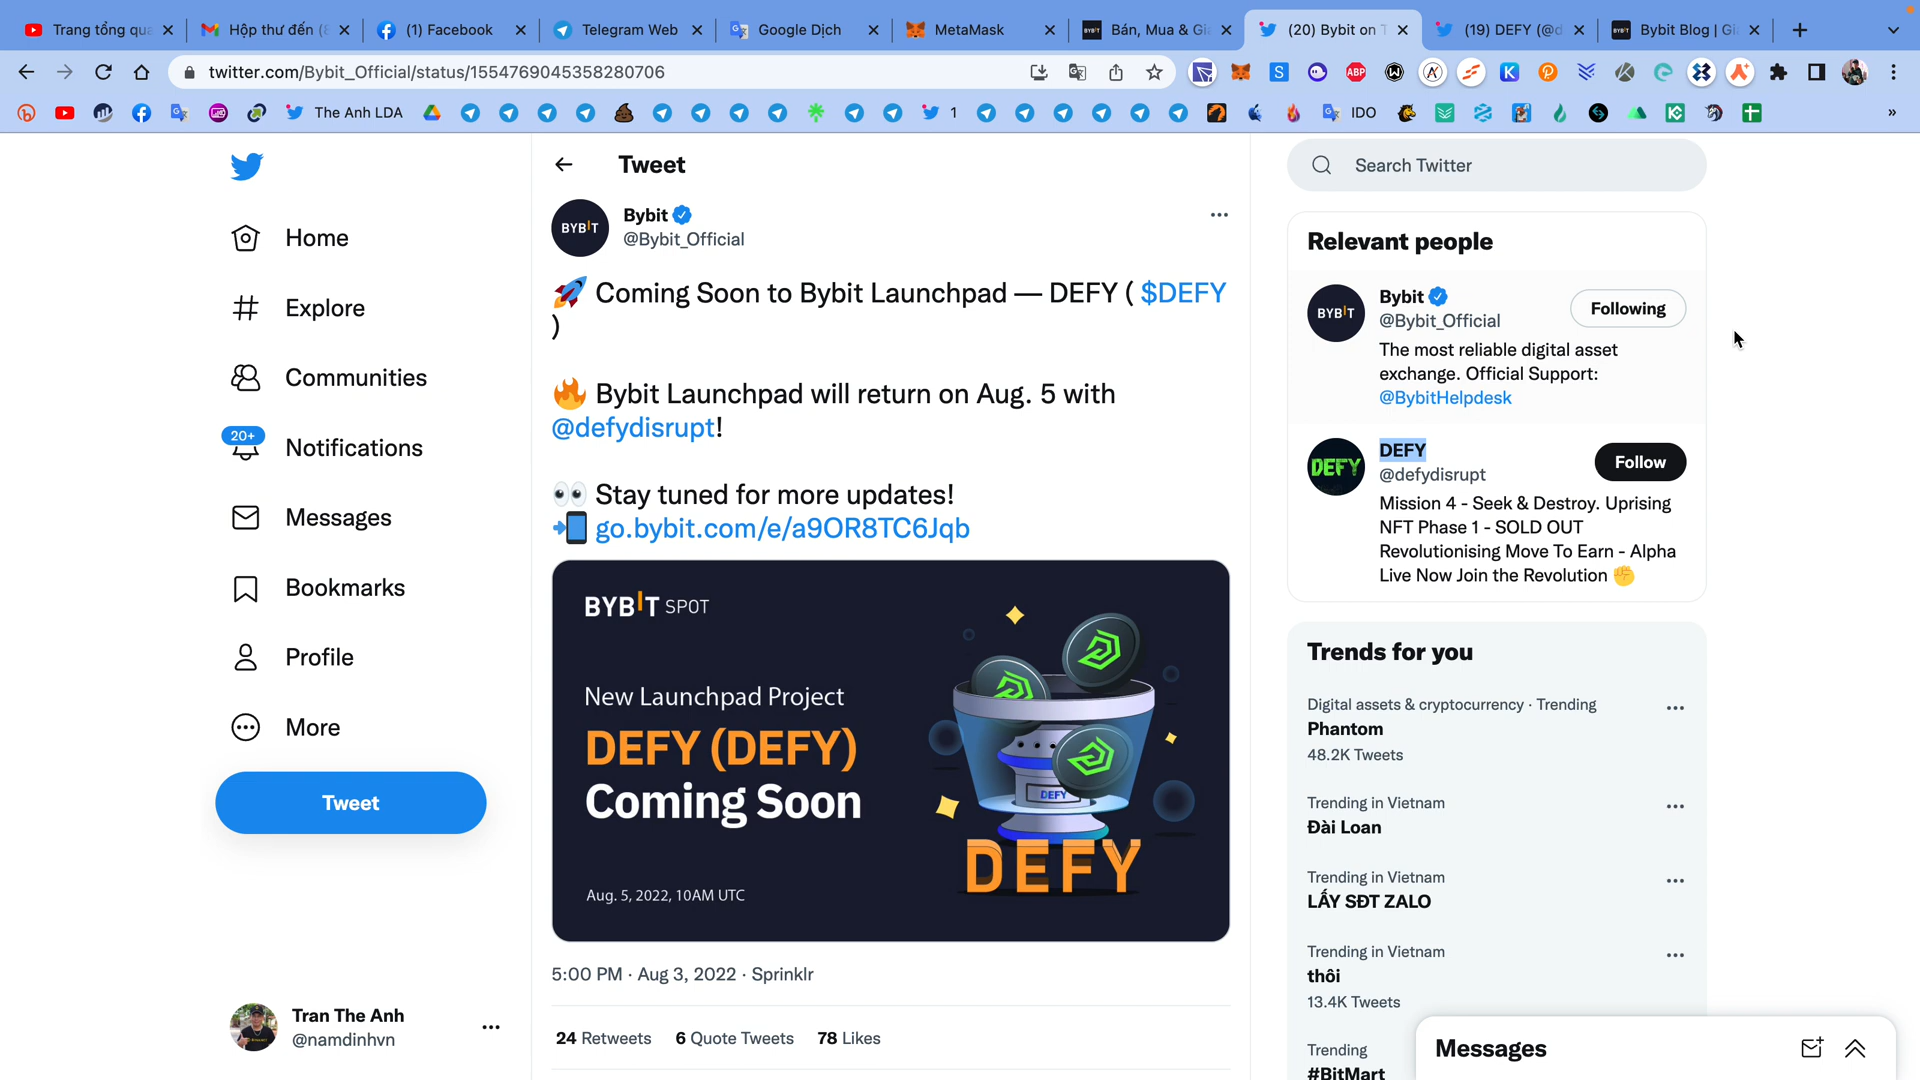 Trang tổng qu
Hộp thư đến (8
(1) Facebook
Telegram Web
Google Dịch
MetaMask
Bán, Mua & Gi
(20) Bybit on T
(19) DEFY (@d
Bybit Blog | Gi
twitter.com/Bybit_Official/status/1554769045358280706
The Anh LDA
1
IDO
Home
Explore
Communities
20+
Notifications
Messages
Bookmarks
Profile
More
Tweet
Tran The Anh
@namdinhvn
Tweet
BYBIT
Bybit
@Bybit_Official
🚀 Coming Soon to Bybit Launchpad — DEFY ( $DEFY
)
🔥 Bybit Launchpad will return on Aug. 5 with
@defydisrupt!
👀 Stay tuned for more updates!
📲 go.bybit.com/e/a9OR8TC6Jqb
BYBIT SPOT
New Launchpad Project
DEFY (DEFY)
Coming Soon
Aug. 5, 2022, 10AM UTC
DEFY
DEFY
5:00 PM · Aug 3, 2022 · Sprinklr
24 Retweets 6 Quote Tweets 78 Likes
Search Twitter
Relevant people
BYBIT
Bybit
@Bybit_Official
Following
The most reliable digital asset
exchange. Official Support:
@BybitHelpdesk
DEFY
DEFY
@defydisrupt
Follow
Mission 4 - Seek & Destroy. Uprising
NFT Phase 1 - SOLD OUT
Revolutionising Move To Earn - Alpha
Live Now Join the Revolution ✊
Trends for you
Digital assets & cryptocurrency · Trending
Phantom
48.2K Tweets
Trending in Vietnam
Đài Loan
Trending in Vietnam
LẤY SĐT ZALO
Trending in Vietnam
thôi
13.4K Tweets
Trending
#BitMart
Messages